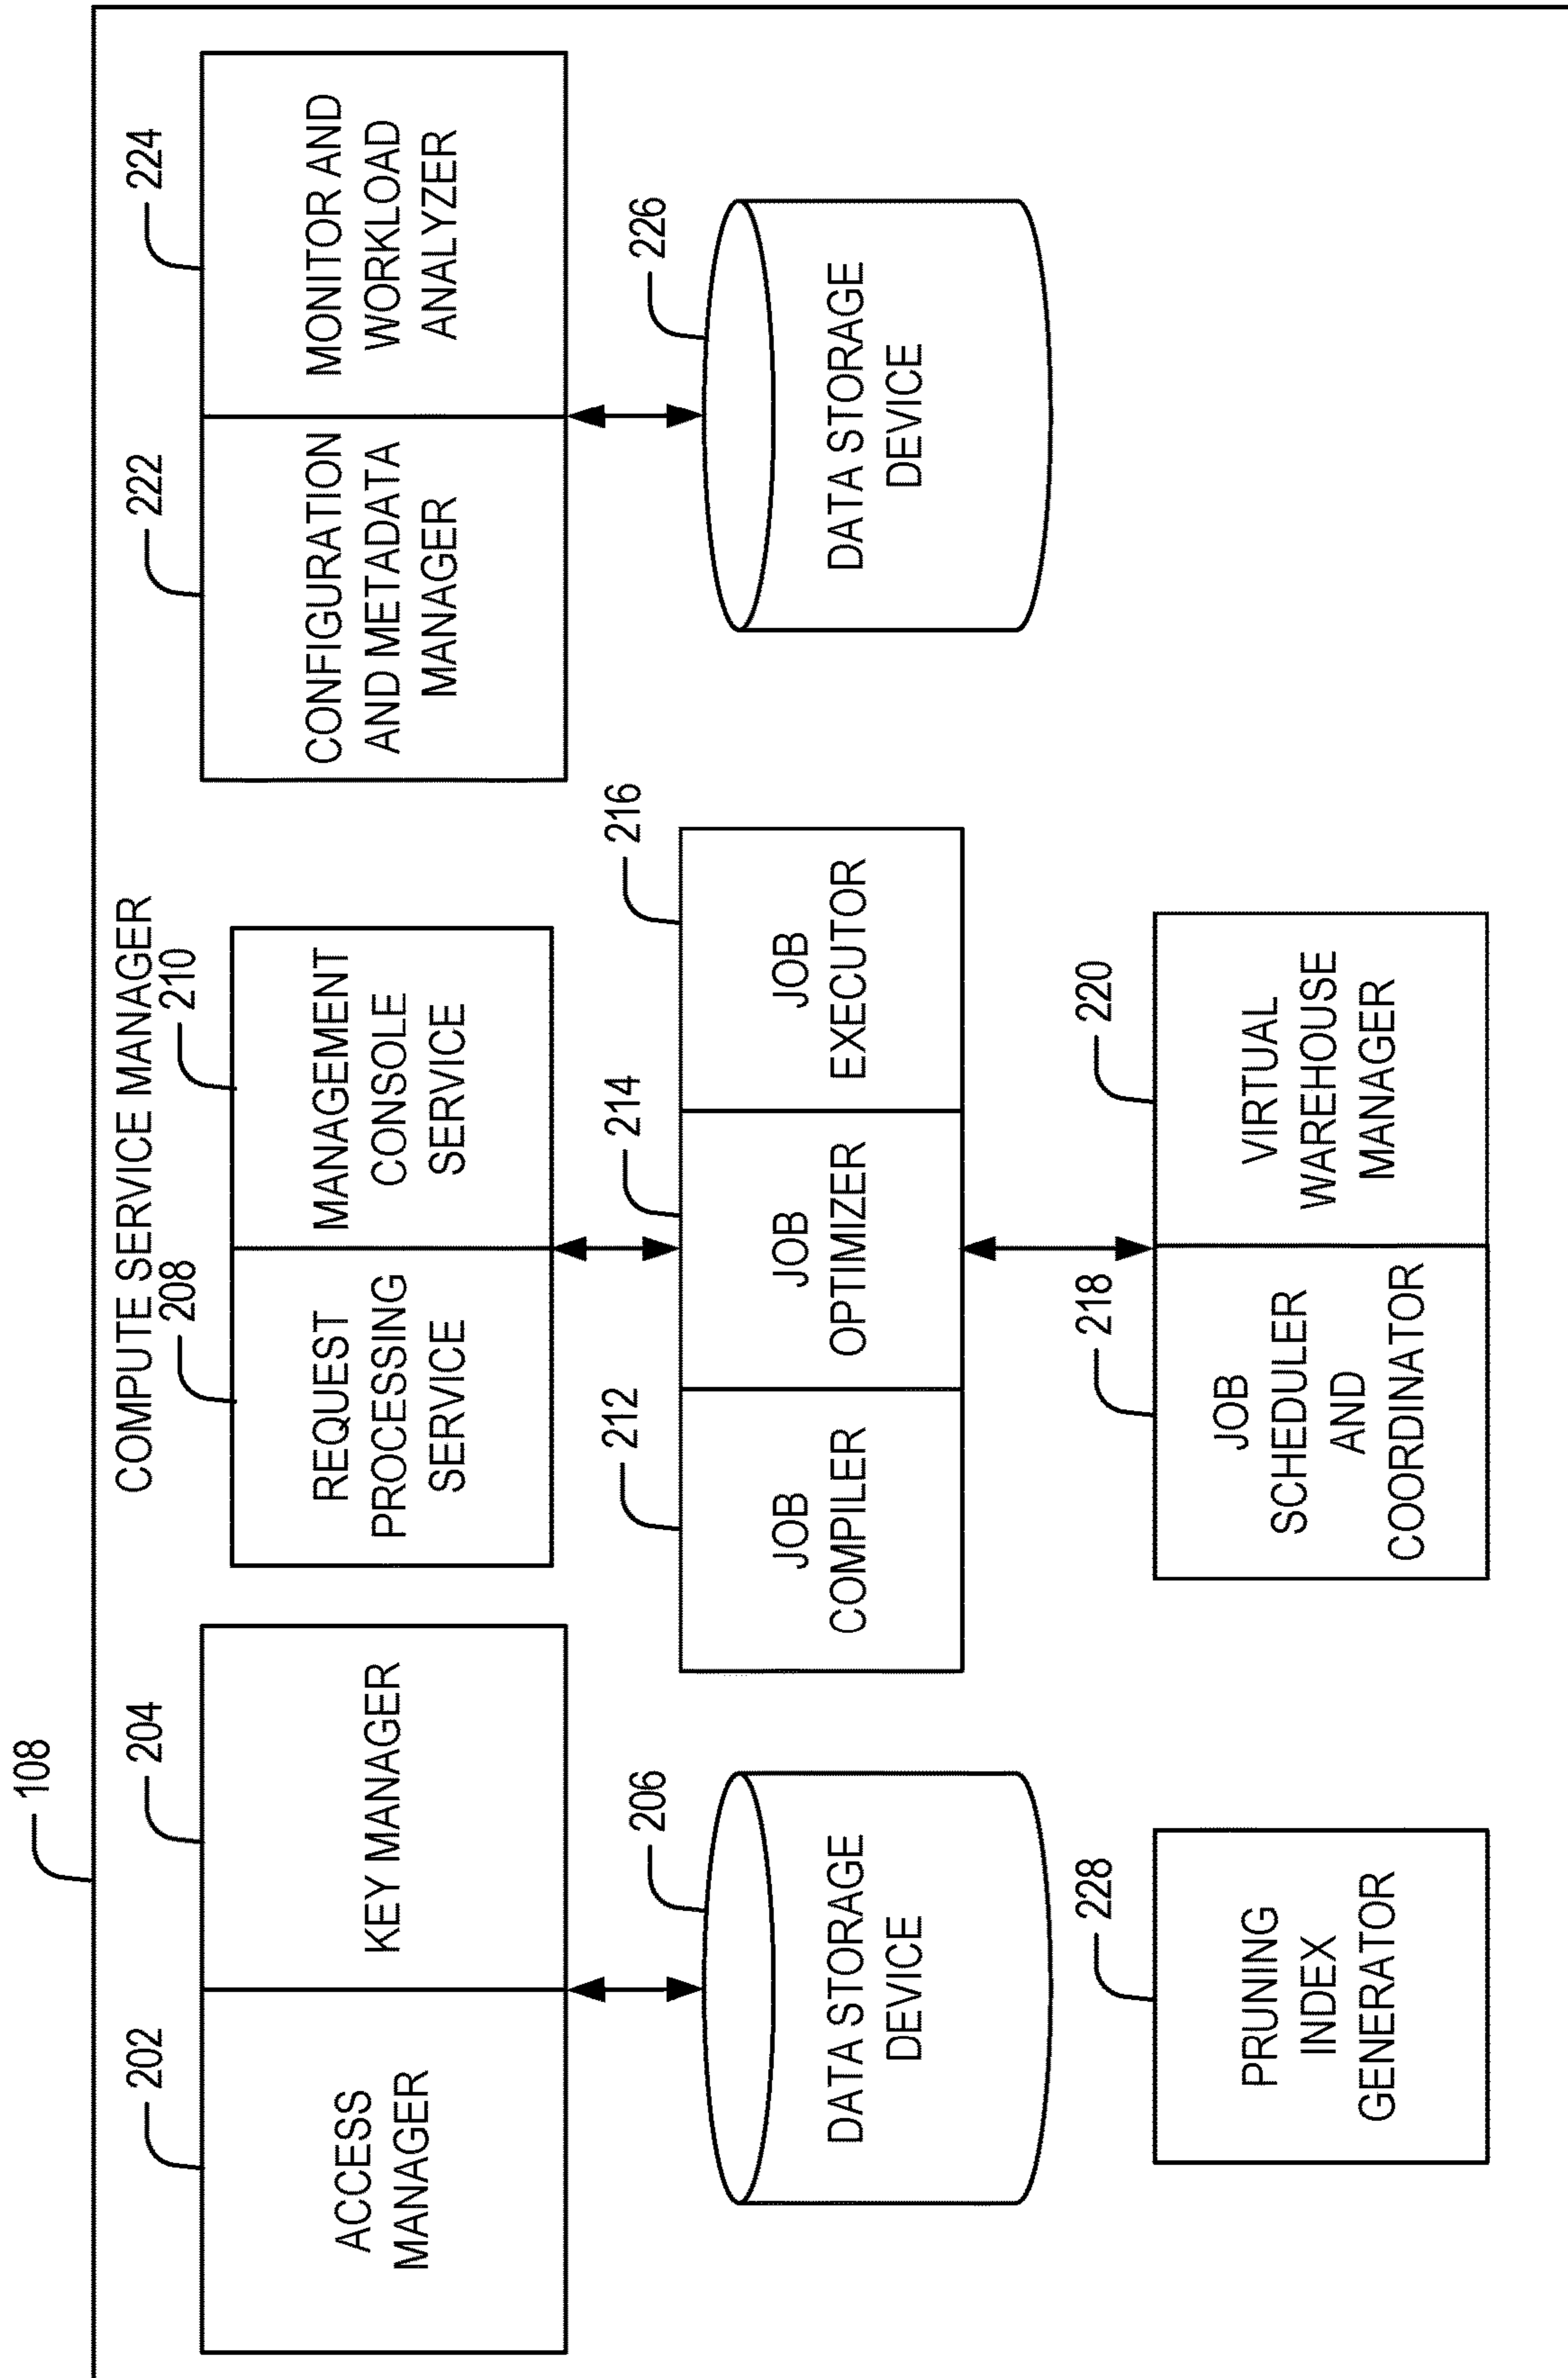 108
COMPUTE SERVICE MANAGER
202
204
ACCESS
MANAGER
KEY MANAGER
206
DATA STORAGE
DEVICE
228
PRUNING
INDEX
GENERATOR
208
210
REQUEST
PROCESSING
SERVICE
MANAGEMENT
CONSOLE
SERVICE
212
214
216
JOB
COMPILER
JOB
OPTIMIZER
JOB
EXECUTOR
218
220
JOB
SCHEDULER
AND
COORDINATOR
VIRTUAL
WAREHOUSE
MANAGER
222
224
CONFIGURATION
AND METADATA
MANAGER
MONITOR AND
WORKLOAD
ANALYZER
226
DATA STORAGE
DEVICE